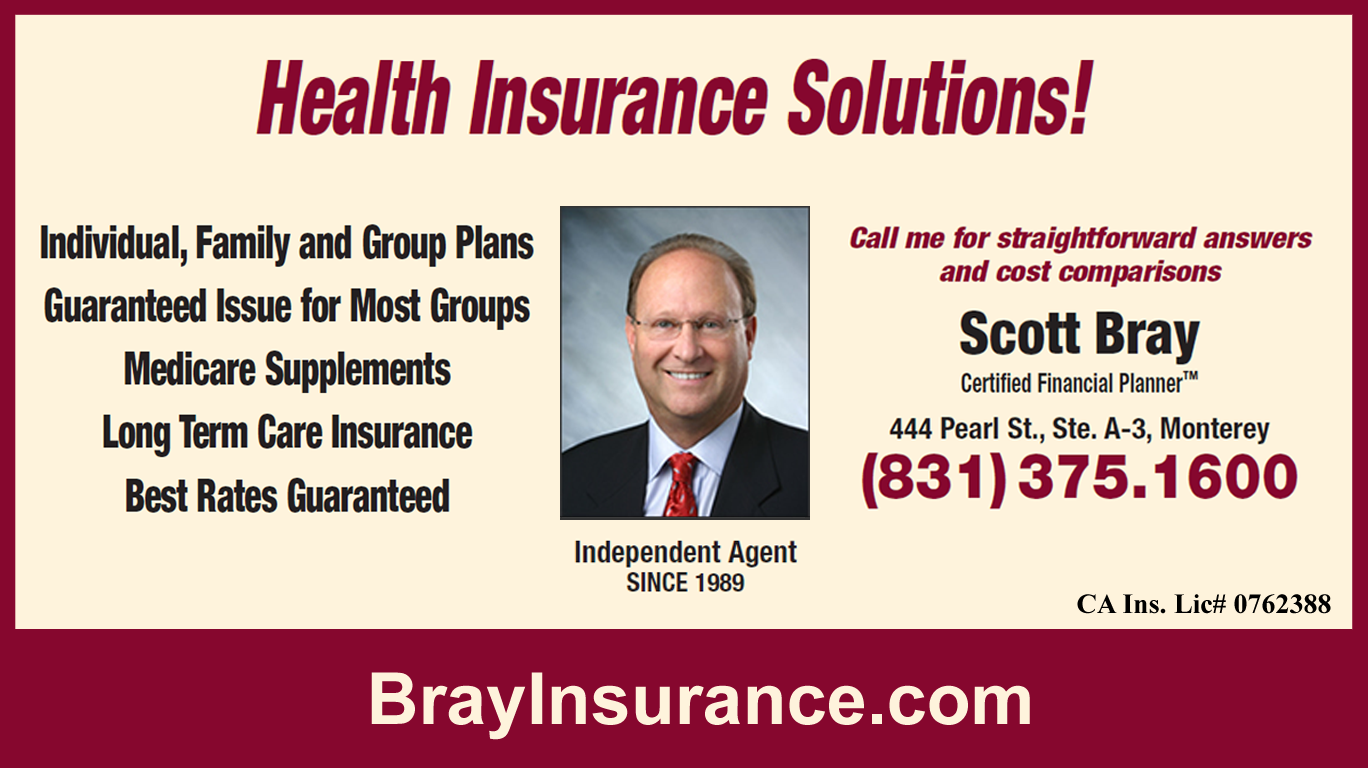 Health Insurance Solutions!
Individual, Family and Group Plans
Guaranteed Issue for Most Groups
Medicare Supplements
Long Term Care Insurance
Best Rates Guaranteed
Independent Agent
SINCE 1989
Call me for straightforward answers
and cost comparisons
Scott Bray
Certified Financial Planner™
444 Pearl St., Ste. A-3, Monterey
(831) 375.1600
CA Ins. Lic# 0762388
BrayInsurance.com